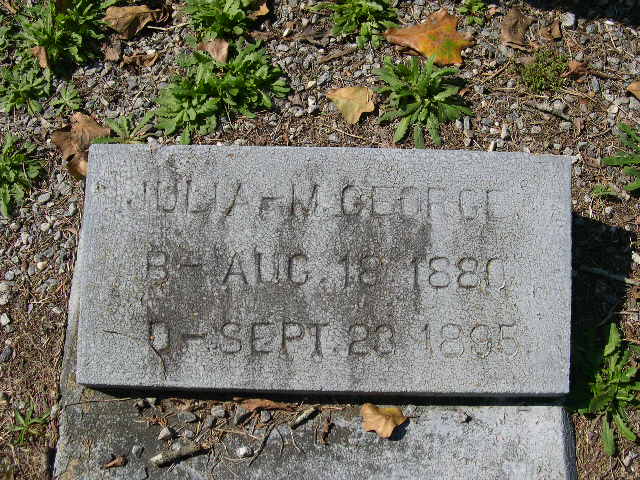 JULIA-M. GEORGE.
B-AUG. 18. 1880.
D-SEPT. 23. 1895.